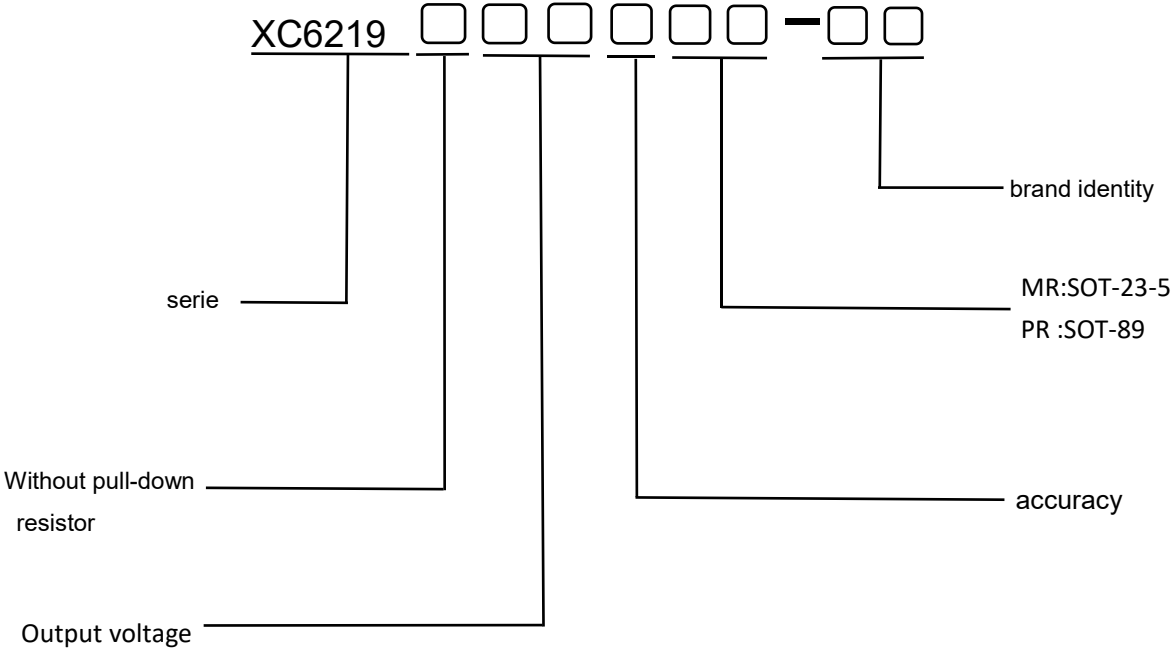 XC6219 -
brand identity
serie
MR:SOT-23-5
PR :SOT-89
Without pull-down
resistor
accuracy
Output voltage